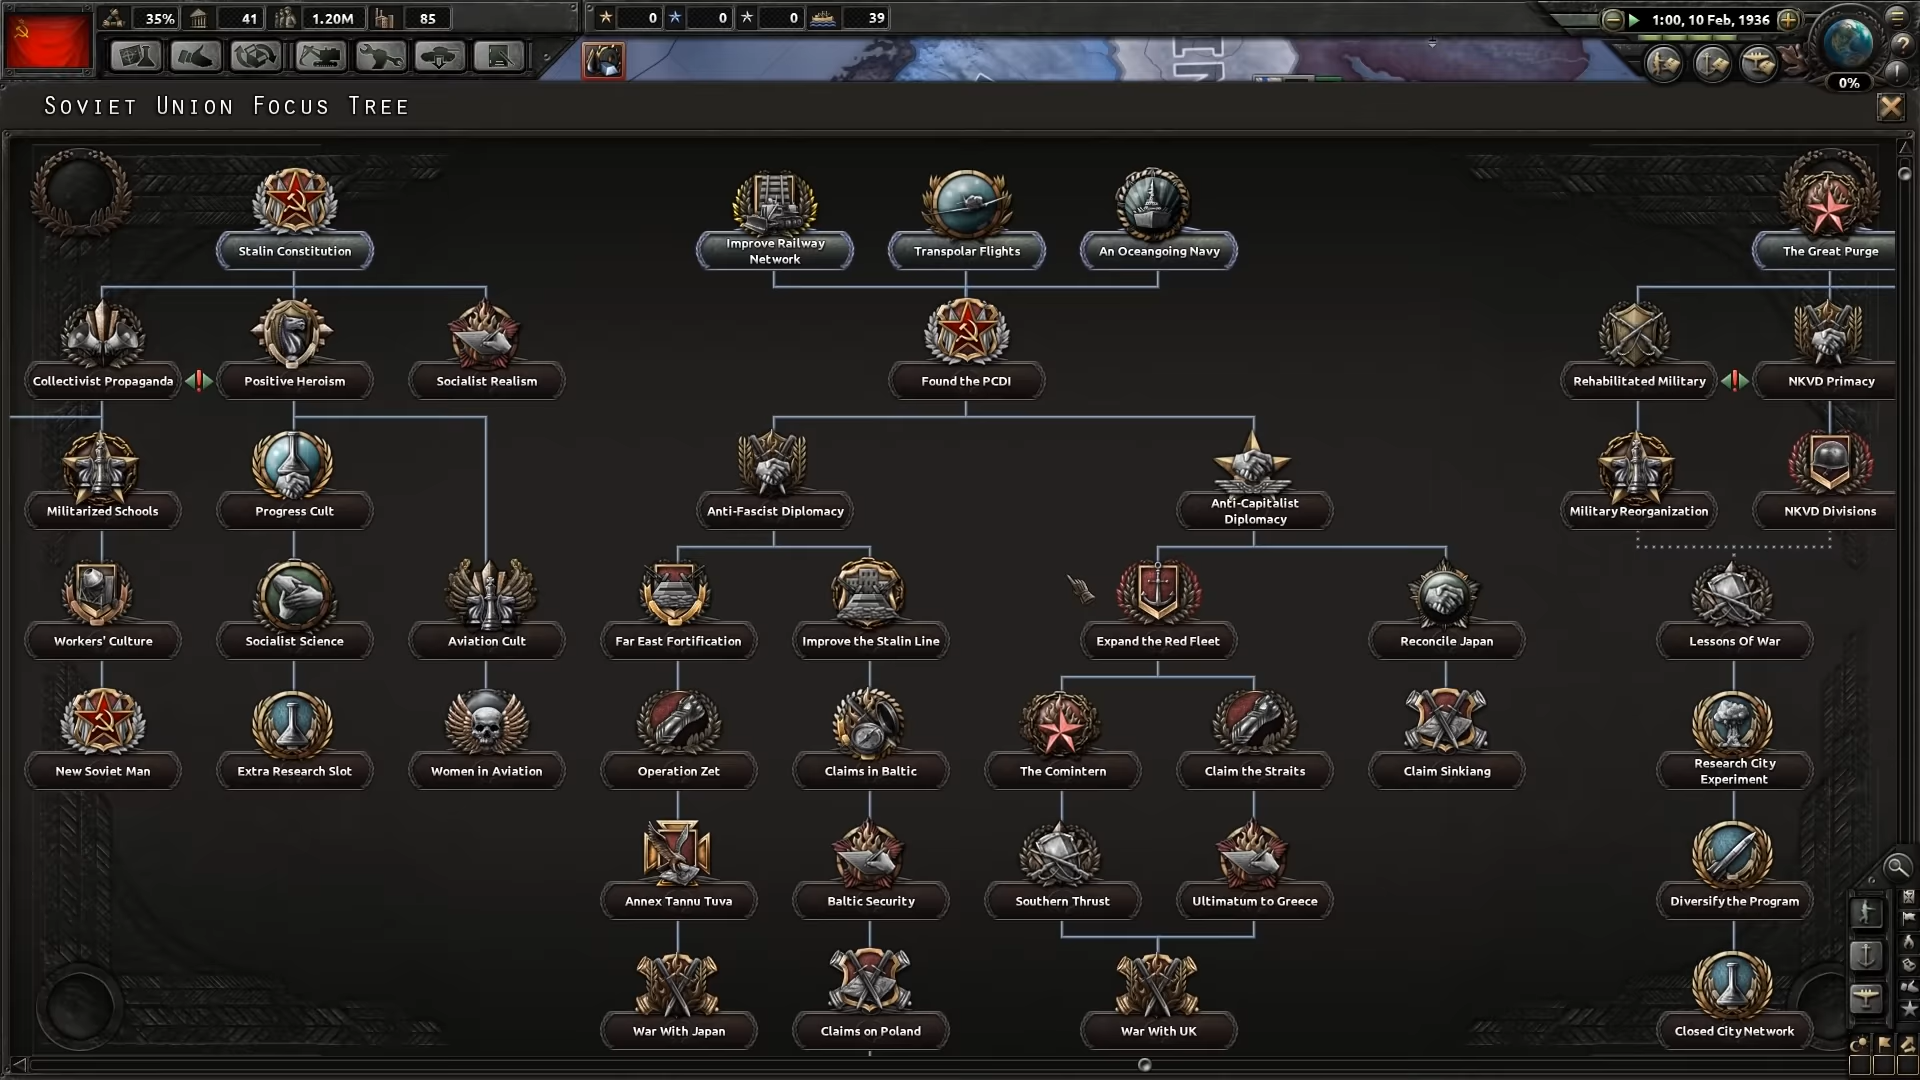 35%
41
1.20M
85
0
0
0
39
1:00, 10 Feb, 1936
0%
Soviet Union Focus Tree
Stalin Constitution
Improve Railway
Network
Transpolar Flights
An Oceangoing Navy
The Great Purge
Collectivist Propaganda
Positive Heroism
Socialist Realism
Found the PCDI
Rehabilitated Military
NKVD Primacy
Militarized Schools
Progress Cult
Anti-Fascist Diplomacy
Anti-Capitalist
Diplomacy
Military Reorganization
NKVD Divisions
Workers' Culture
Socialist Science
Aviation Cult
Far East Fortification
Improve the Stalin Line
Expand the Red Fleet
Reconcile Japan
Lessons Of War
New Soviet Man
Extra Research Slot
Women in Aviation
Operation Zet
Claims in Baltic
The Comintern
Claim the Straits
Claim Sinkiang
Research City
Experiment
Annex Tannu Tuva
Baltic Security
Southern Thrust
Ultimatum to Greece
Diversify the Program
War With Japan
Claims on Poland
War With UK
Closed City Network